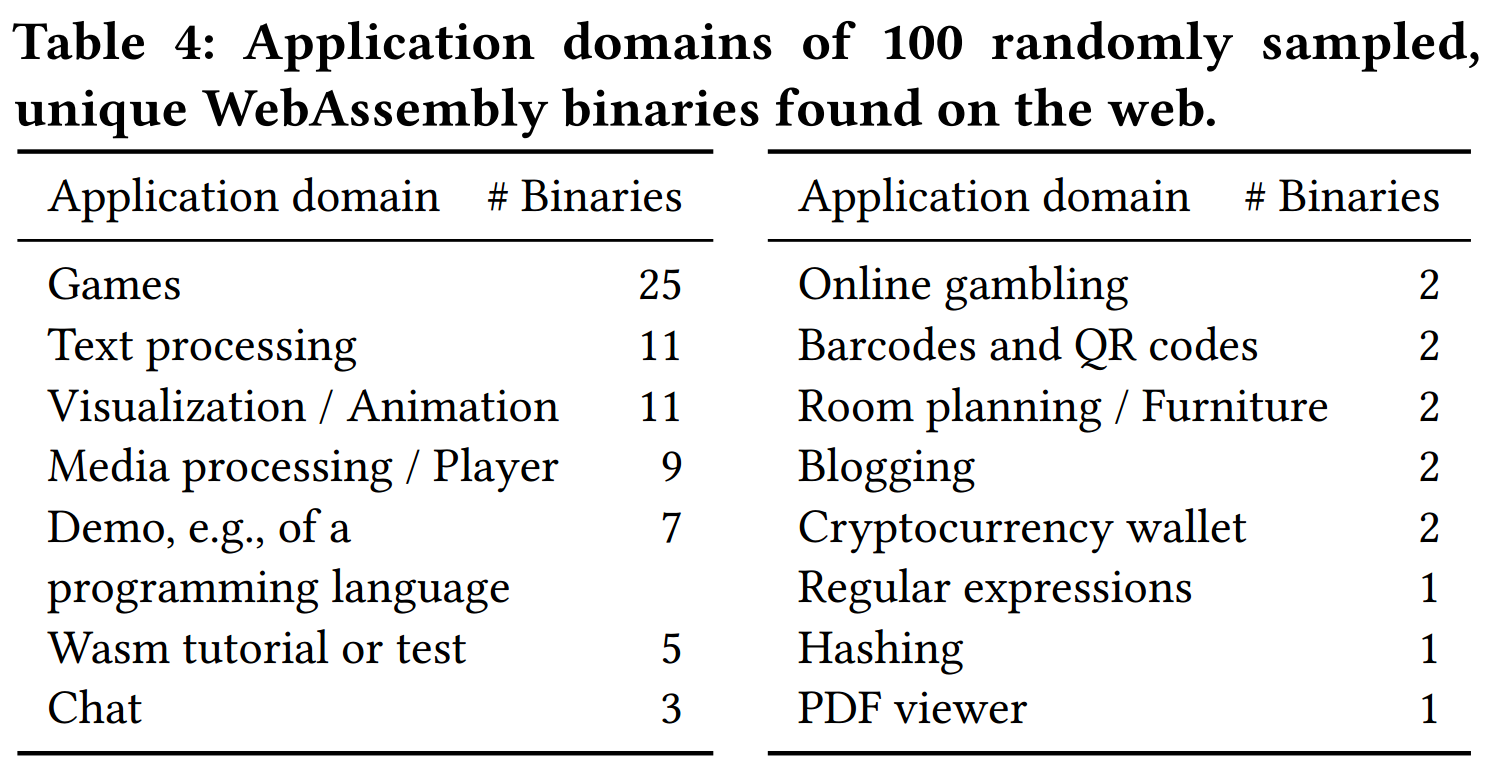 Table 4: Application domains of 100 randomly sampled,
unique WebAssembly binaries found on the web.
Application domain # Binaries
Games 25
Text processing 11
Visualization / Animation 11
Media processing / Player 9
Demo, e.g., of a 7
programming language
Wasm tutorial or test 5
Chat 3
Application domain # Binaries
Online gambling 2
Barcodes and QR codes 2
Room planning / Furniture 2
Blogging 2
Cryptocurrency wallet 2
Regular expressions 1
Hashing 1
PDF viewer 1